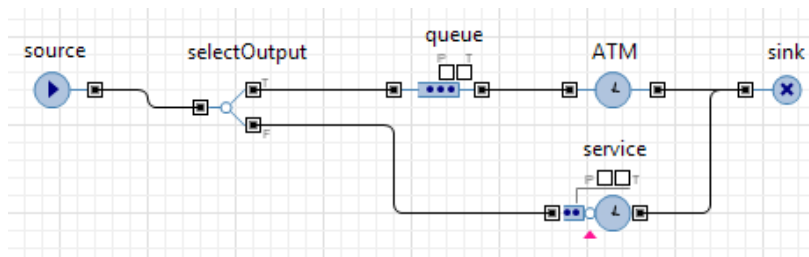 source
selectOutput
queue
ATM
sink
P T
T
F
service
P T